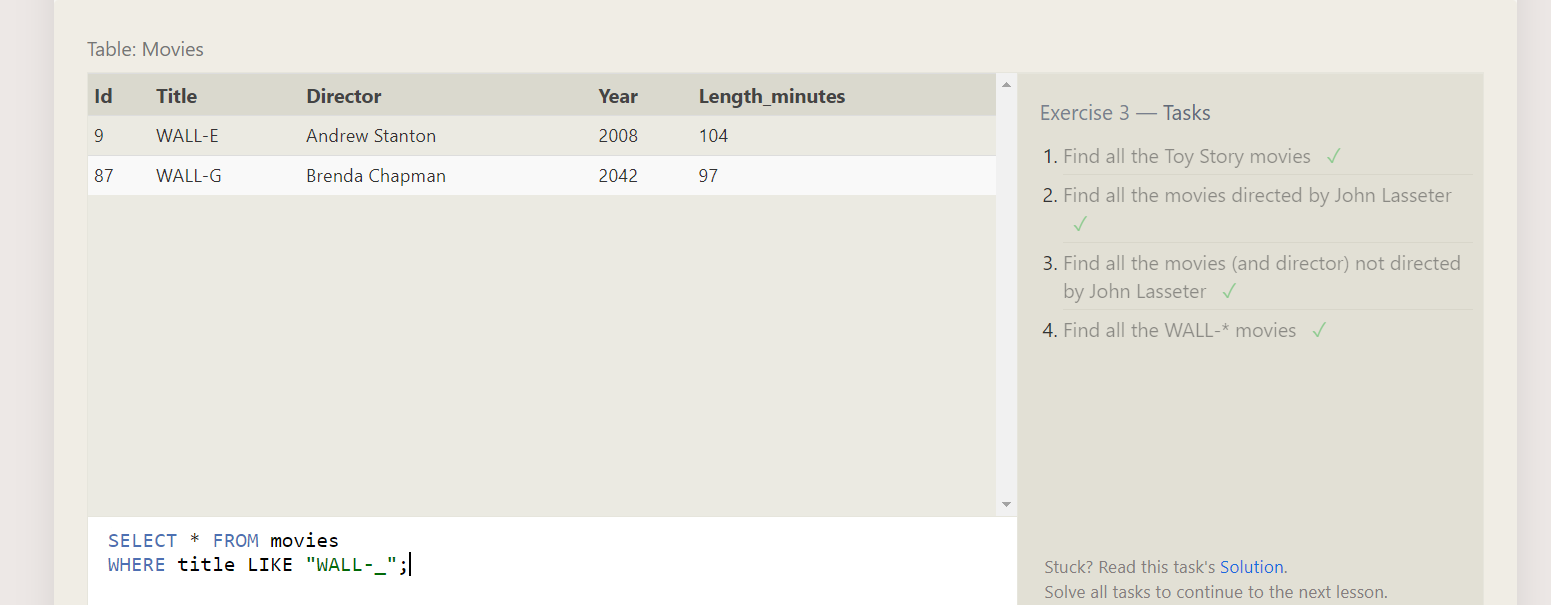 Table: Movies
Id Title Director Year Length_minutes
9 WALL-E Andrew Stanton 2008 104
87 WALL-G Brenda Chapman 2042 97
SELECT * FROM movies
WHERE title LIKE "WALL-_";
Exercise 3 — Tasks
1. Find all the Toy Story movies ✓
2. Find all the movies directed by John Lasseter
✓
3. Find all the movies (and director) not directed
by John Lasseter ✓
4. Find all the WALL-* movies ✓
Stuck? Read this task's Solution.
Solve all tasks to continue to the next lesson.